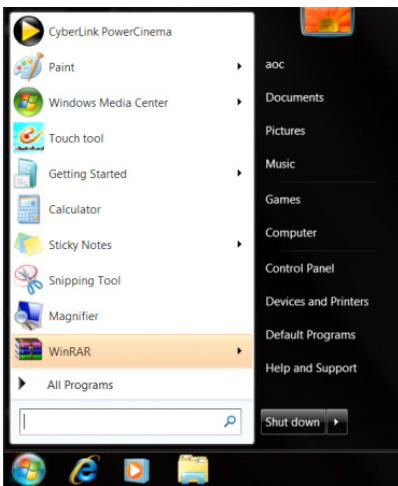 CyberLink PowerCinema
Paint
Windows Media Center
Touch tool
Getting Started
Calculator
Sticky Notes
Snipping Tool
Magnifier
WinRAR
All Programs
aoc
Documents
Pictures
Music
Games
Computer
Control Panel
Devices and Printers
Default Programs
Help and Support
Shut down